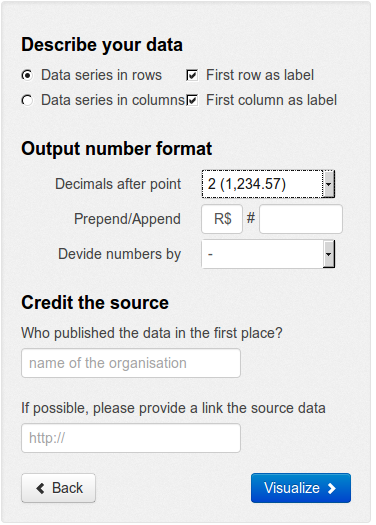 Describe your data
Data series in rows First row as label
Data series in columns First column as label
Output number format
Decimals after point 2 (1,234.57)
Prepend/Append R$ #
Devide numbers by -
Credit the source
Who published the data in the first place?
name of the organisation
If possible, please provide a link the source data
http://
Back Visualize